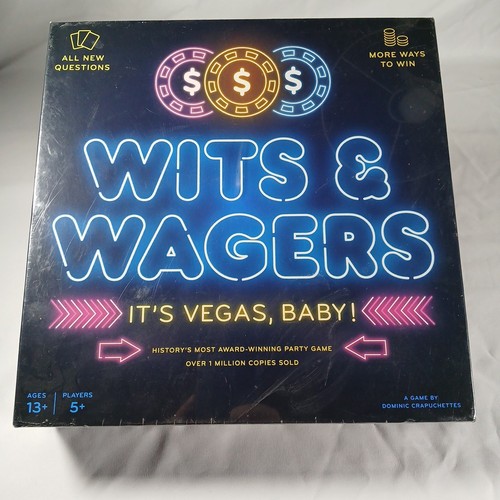 ALL NEW
QUESTIONS
MORE WAYS
TO WIN
$ $ $
WITS &
WAGERS
IT'S VEGAS, BABY!
HISTORY'S MOST AWARD-WINNING PARTY GAME
OVER 1 MILLION COPIES SOLD
AGES
13+
PLAYERS
5+
A GAME BY
DOMINIC CRAPUCHETTES